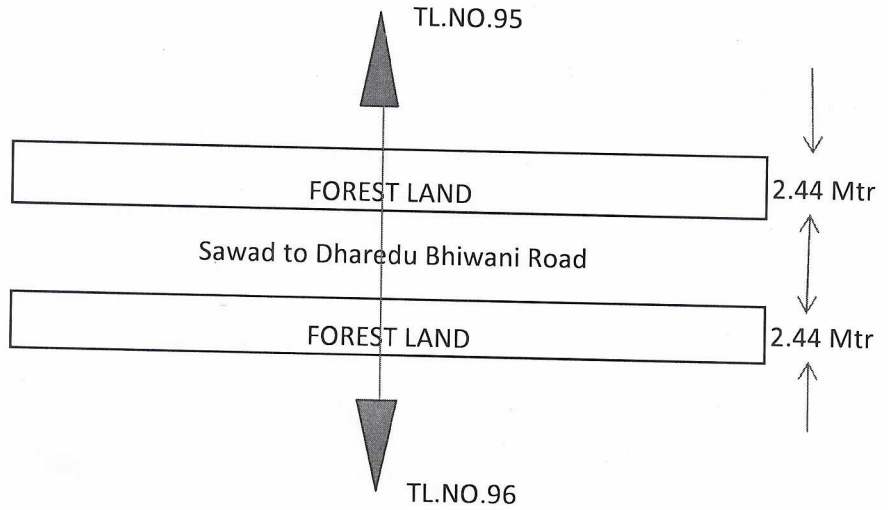 TL.NO.95
FOREST LAND
2.44 Mtr
Sawad to Dharedu Bhiwani Road
FOREST LAND
2.44 Mtr
TL.NO.96